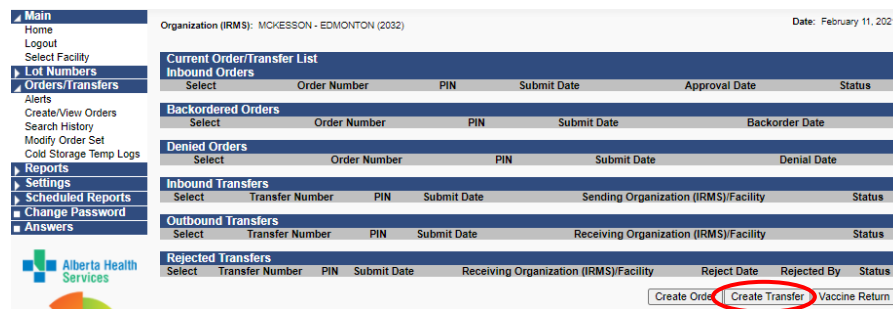 Main
Home
Logout
Select Facility
Lot Numbers
Orders/Transfers
Alerts
Create/View Orders
Search History
Modify Order Set
Cold Storage Temp Logs
Reports
Settings
Scheduled Reports
Change Password
Answers
Alberta Health
Services
Organization (IRMS): MCKESSON - EDMONTON (2032) Date: February 11, 202
Current Order/Transfer List
Inbound Orders
Select Order Number PIN Submit Date Approval Date Status
Backordered Orders
Select Order Number PIN Submit Date Backorder Date
Denied Orders
Select Order Number PIN Submit Date Denial Date
Inbound Transfers
Select Transfer Number PIN Submit Date Sending Organization (IRMS)/Facility Status
Outbound Transfers
Select Transfer Number PIN Submit Date Receiving Organization (IRMS)/Facility Status
Rejected Transfers
Select Transfer Number PIN Submit Date Receiving Organization (IRMS)/Facility Reject Date Rejected By Status
Create Order Create Transfer Vaccine Return